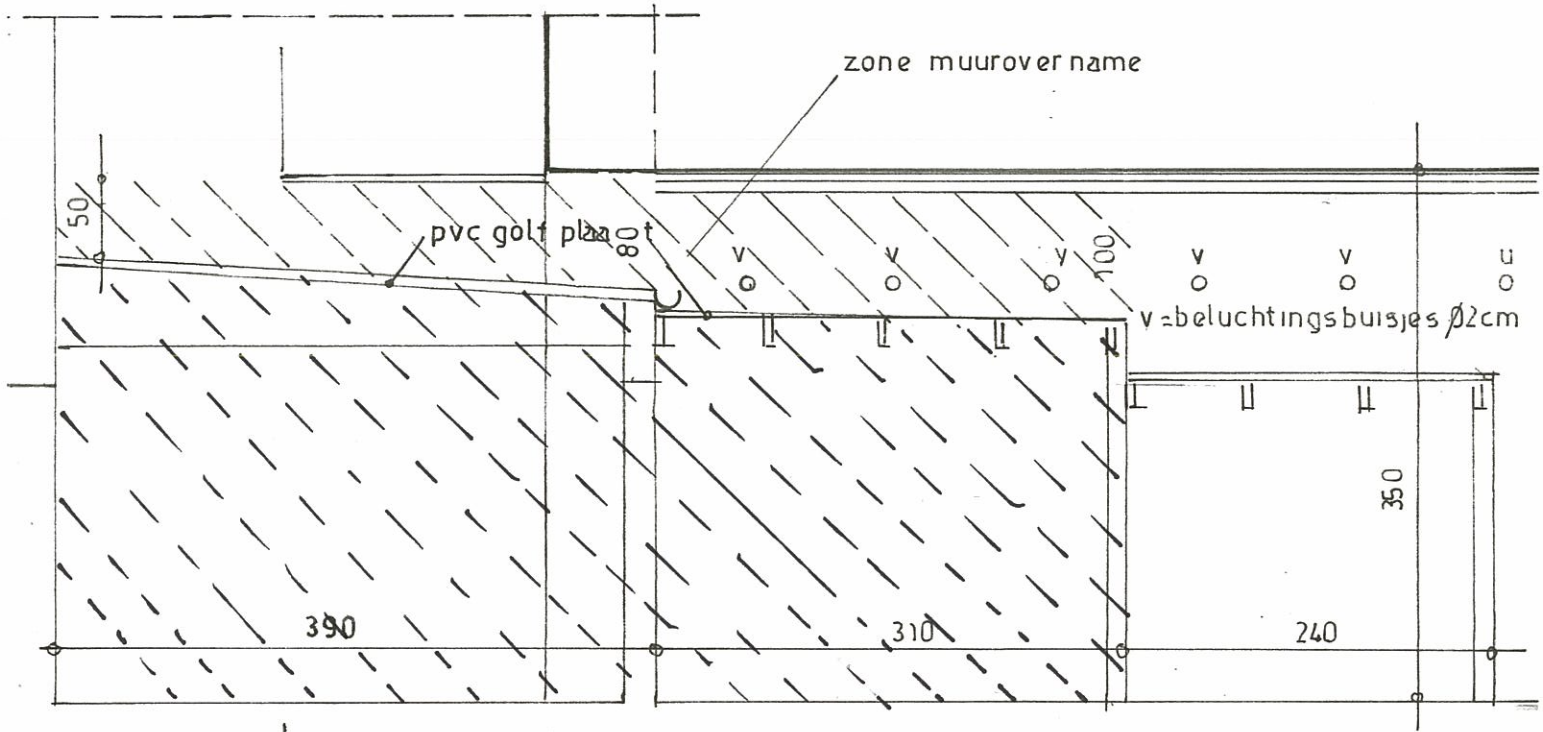 zone muurovername
50
pvc golf plaat
80
100
v v v v v u
v=beluchtingsbuisjes Ø2cm
350
390
310
240